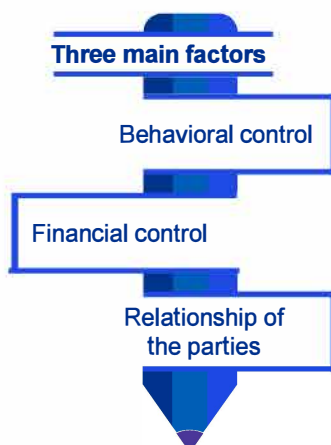 Three main factors
Behavioral control
Financial control
Relationship of
the parties